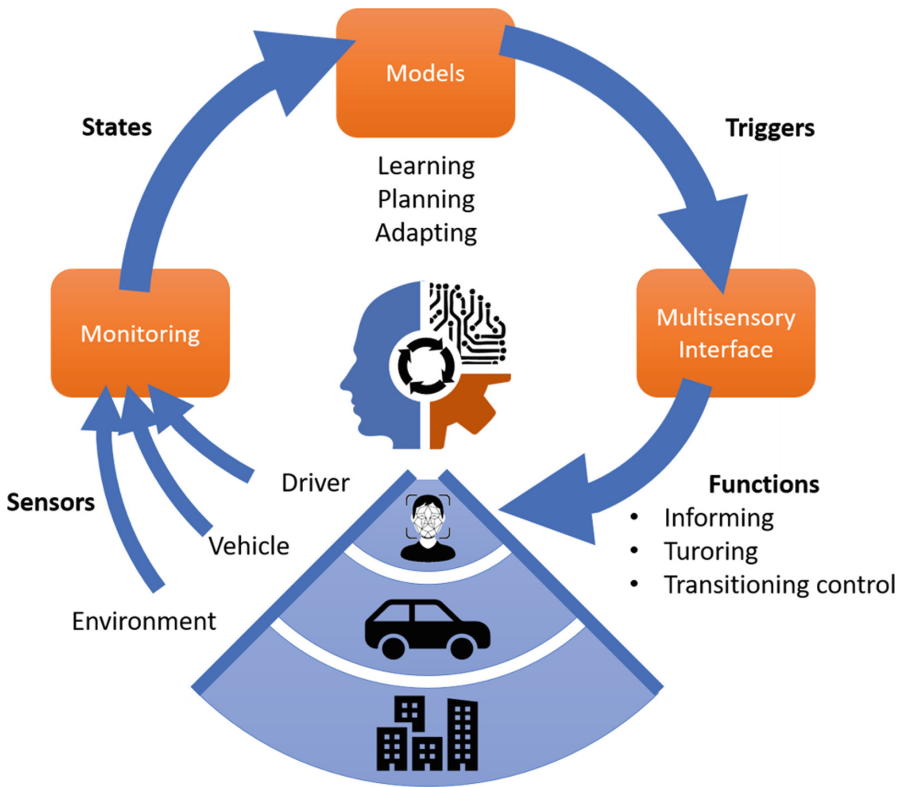 Models
States
Triggers
Learning
Planning
Adapting
Monitoring
Multisensory
Interface
Sensors
Driver
Vehicle
Environment
Functions
• Informing
• Turoring
• Transitioning control